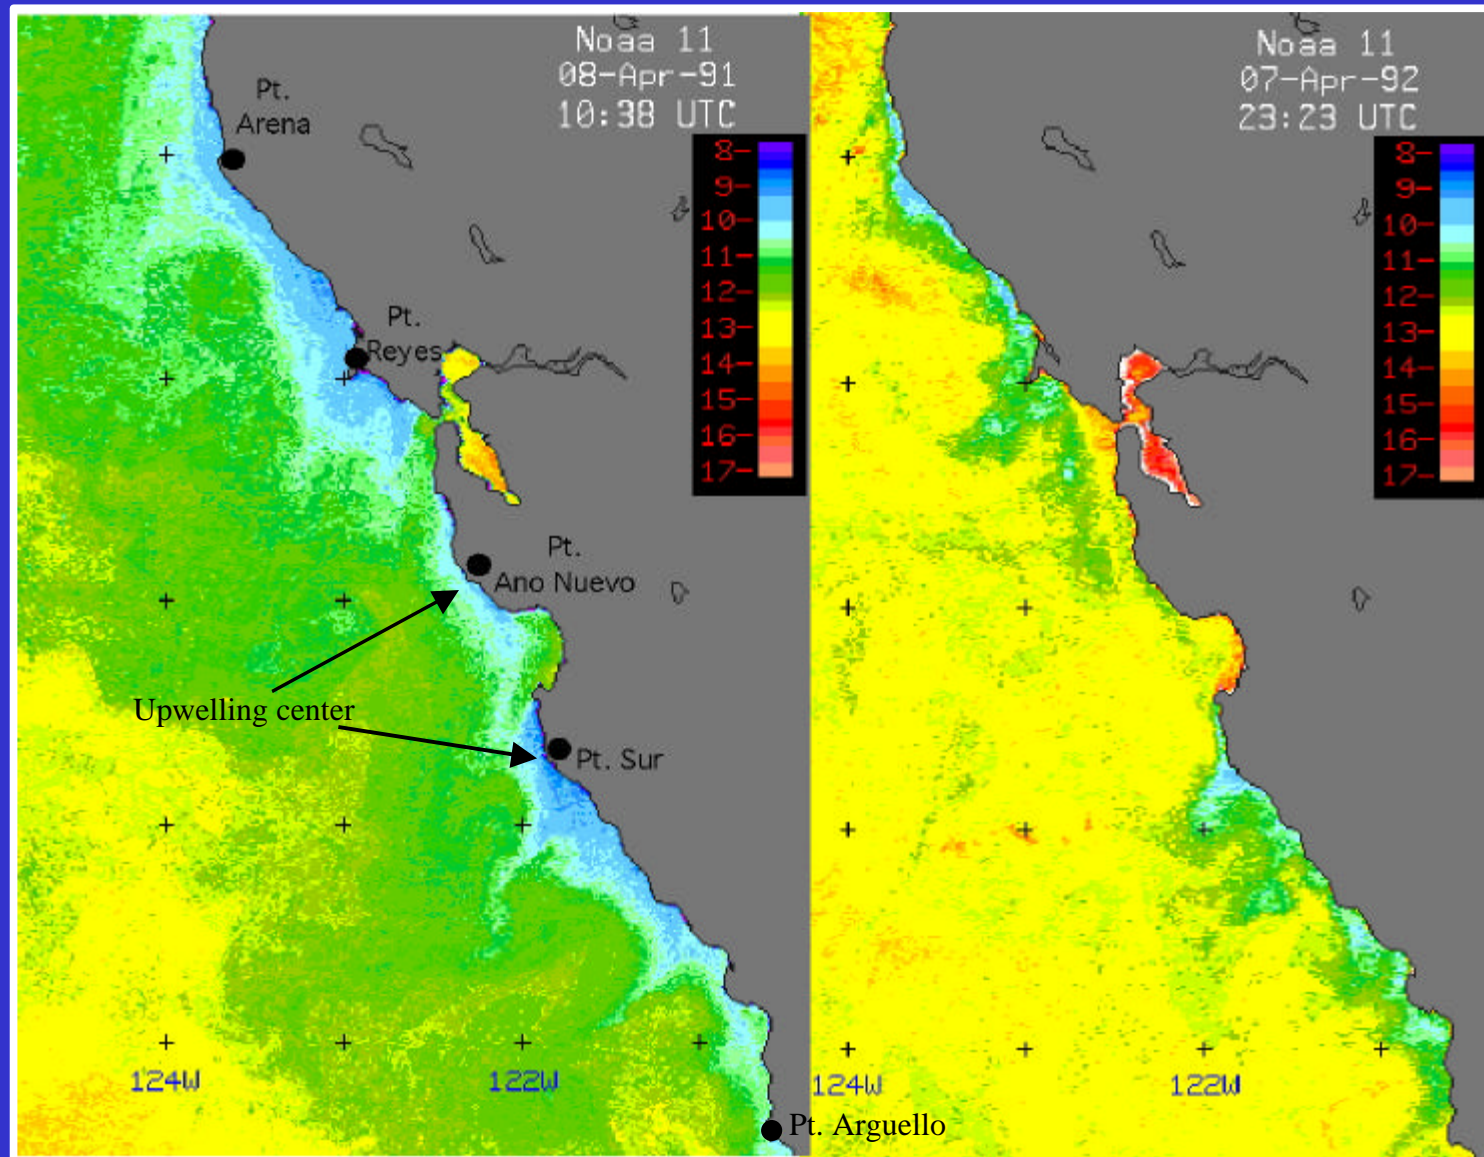 Noaa 11
08-Apr-91
10:38 UTC
Pt.
Arena
8-
9-
10-
11-
12-
13-
14-
15-
16-
17-
Pt.
Reyes
Pt.
Ano Nuevo
Upwelling center
Pt. Sur
124W
122W
Pt. Arguello
Noaa 11
07-Apr-92
23:23 UTC
8-
9-
10-
11-
12-
13-
14-
15-
16-
17-
124W
122W